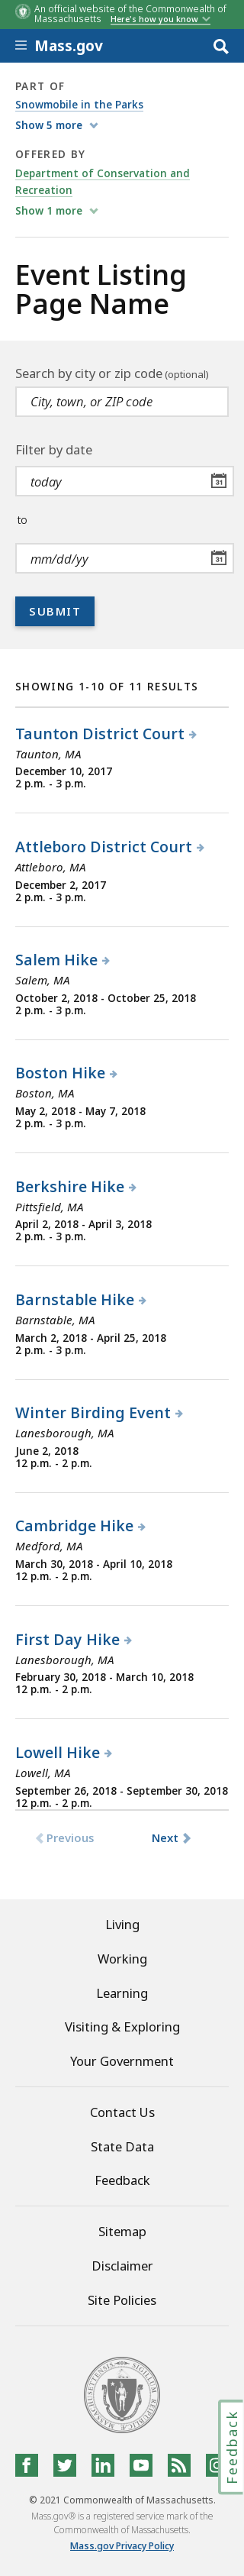 An official website of the Commonwealth of
Massachusetts Here's how you know
Mass.gov
PART OF
Snowmobile in the Parks
Show 5 more
OFFERED BY
Department of Conservation and
Recreation
Show 1 more
Event Listing
Page Name
Search by city or zip code (optional)
City, town, or ZIP code
Filter by date
today
31
to
mm/dd/yy
31
SUBMIT
SHOWING 1-10 OF 11 RESULTS
Taunton District Court
Taunton, MA
December 10, 2017
2 p.m. - 3 p.m.
Attleboro District Court
Attleboro, MA
December 2, 2017
2 p.m. - 3 p.m.
Salem Hike
Salem, MA
October 2, 2018 - October 25, 2018
2 p.m. - 3 p.m.
Boston Hike
Boston, MA
May 2, 2018 - May 7, 2018
2 p.m. - 3 p.m.
Berkshire Hike
Pittsfield, MA
April 2, 2018 - April 3, 2018
2 p.m. - 3 p.m.
Barnstable Hike
Barnstable, MA
March 2, 2018 - April 25, 2018
2 p.m. - 3 p.m.
Winter Birding Event
Lanesborough, MA
June 2, 2018
12 p.m. - 2 p.m.
Cambridge Hike
Medford, MA
March 30, 2018 - April 10, 2018
12 p.m. - 2 p.m.
First Day Hike
Lanesborough, MA
February 30, 2018 - March 10, 2018
12 p.m. - 2 p.m.
Lowell Hike
Lowell, MA
September 26, 2018 - September 30, 2018
12 p.m. - 2 p.m.
Previous Next
Living
Working
Learning
Visiting & Exploring
Your Government
Contact Us
State Data
Feedback
Sitemap
Disclaimer
Site Policies
Feedback
© 2021 Commonwealth of Massachusetts.
Mass.gov® is a registered service mark of the
Commonwealth of Massachusetts.
Mass.gov Privacy Policy